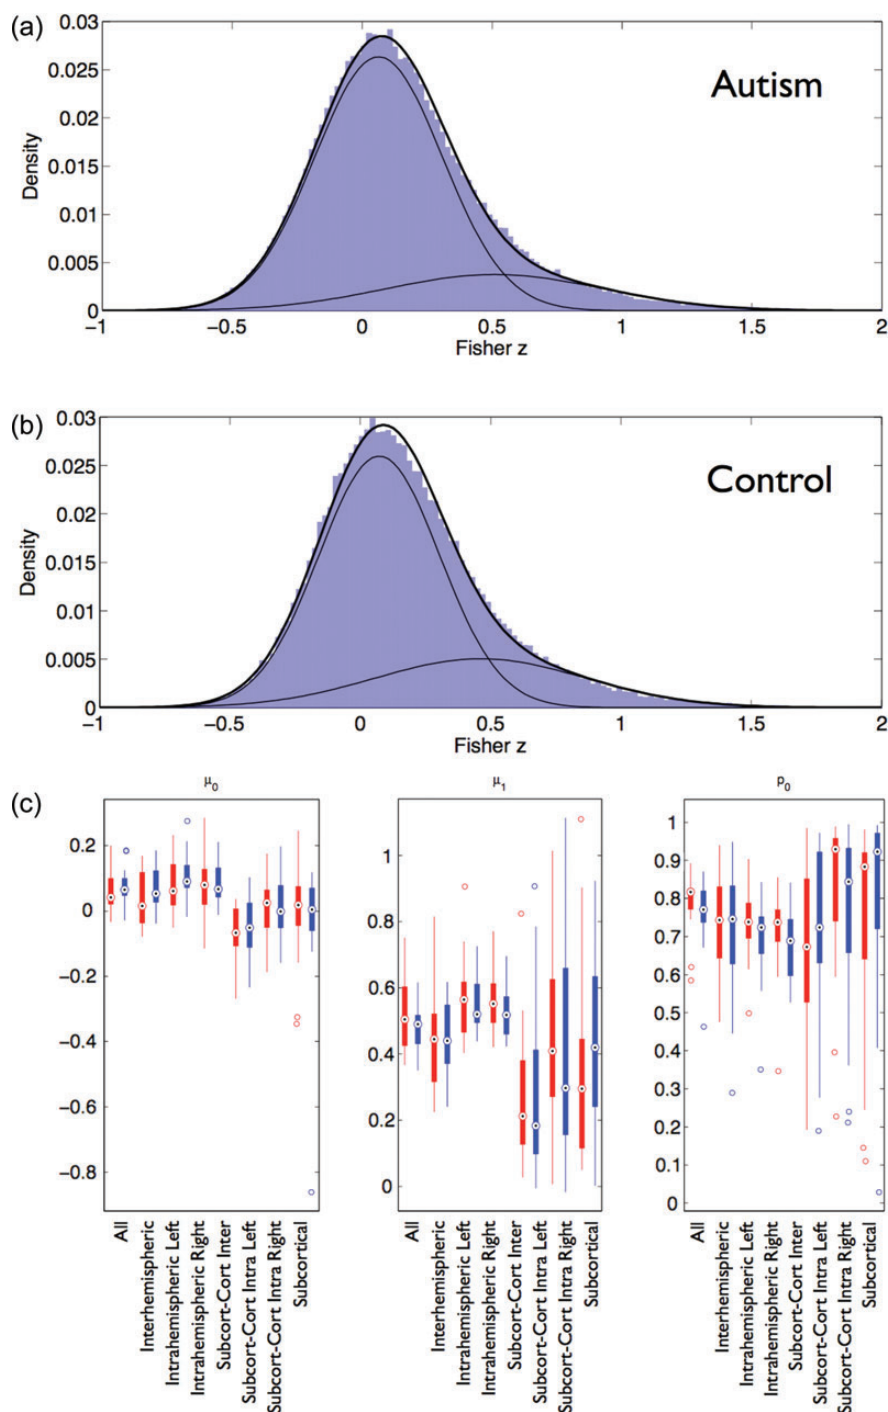 (a)
0.03
0.025
0.02
0.015
0.01
0.005
0
Density
Autism
-1
-0.5
0
0.5
1
1.5
2
Fisher z
(b)
0.03
0.025
0.02
0.015
0.01
0.005
0
Density
Control
-1
-0.5
0
0.5
1
1.5
2
Fisher z
(c)
μ0
0.2
0
-0.2
-0.4
-0.6
-0.8
All
Interhemispheric
Intrahemispheric Left
Intrahemispheric Right
Subcort-Cort Inter
Subcort-Cort Intra Left
Subcort-Cort Intra Right
Subcortical
μ1
1
0.8
0.6
0.4
0.2
0
All
Interhemispheric
Intrahemispheric Left
Intrahemispheric Right
Subcort-Cort Inter
Subcort-Cort Intra Left
Subcort-Cort Intra Right
Subcortical
p0
1
0.9
0.8
0.7
0.6
0.5
0.4
0.3
0.2
0.1
0
All
Interhemispheric
Intrahemispheric Left
Intrahemispheric Right
Subcort-Cort Inter
Subcort-Cort Intra Left
Subcort-Cort Intra Right
Subcortical